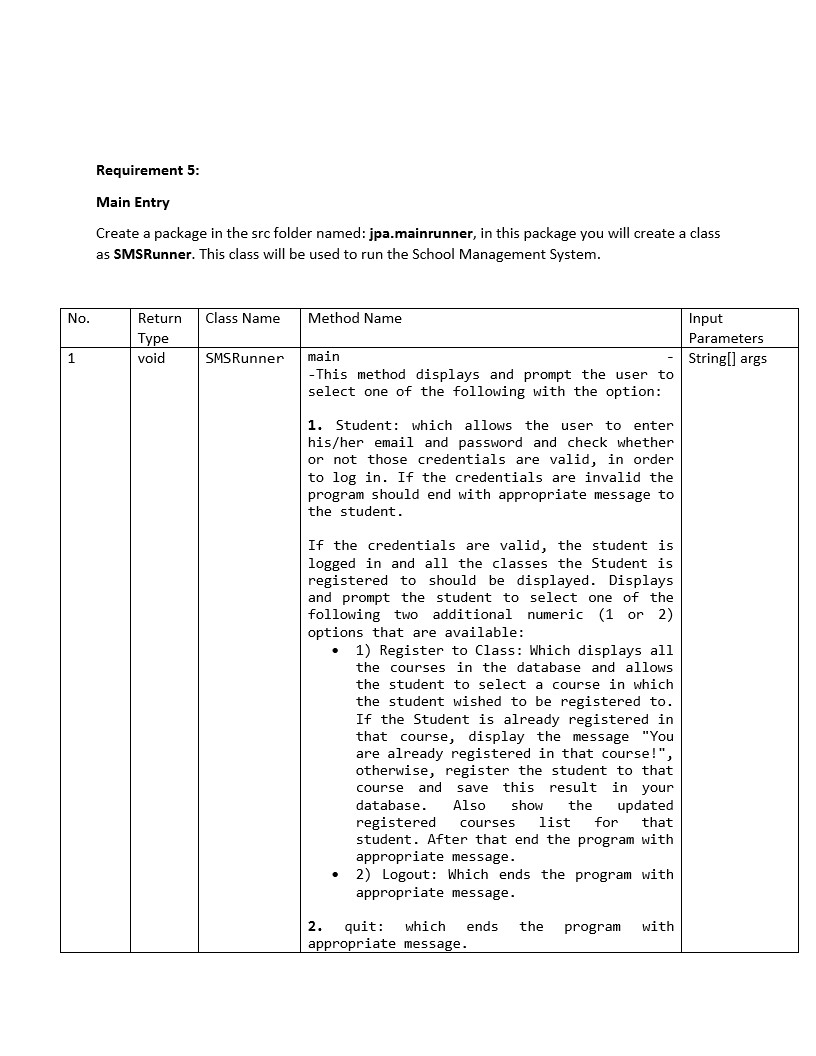 Requirement 5:
Main Entry
Create a package in the src folder named: jpa.mainrunner, in this package you will create a class
as SMSRunner. This class will be used to run the School Management System.
No.
Return
Type
Class Name
Method Name
Input
Parameters
1
void
SMSRunner
main -
-This method displays and prompt the user to
select one of the following with the option:
1. Student: which allows the user to enter
his/her email and password and check whether
or not those credentials are valid, in order
to log in. If the credentials are invalid the
program should end with appropriate message to
the student.
If the credentials are valid, the student is
logged in and all the classes the Student is
registered to should be displayed. Displays
and prompt the student to select one of the
following two additional numeric (1 or 2)
options that are available:
• 1) Register to Class: Which displays all
the courses in the database and allows
the student to select a course in which
the student wished to be registered to.
If the Student is already registered in
that course, display the message "You
are already registered in that course!",
otherwise, register the student to that
course and save this result in your
database. Also show the updated
registered courses list for that
student. After that end the program with
appropriate message.
• 2) Logout: Which ends the program with
appropriate message.
2. quit: which ends the program with
appropriate message.
String[] args